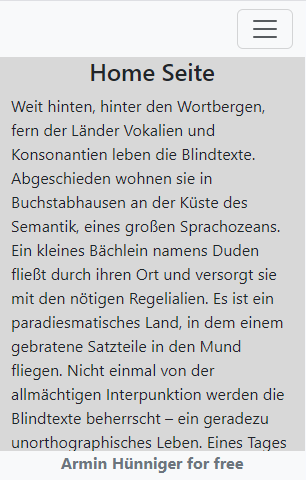 Home Seite
Weit hinten, hinter den Wortbergen,
fern der Länder Vokalien und
Konsonantien leben die Blindtexte.
Abgeschieden wohnen sie in
Buchstabhausen an der Küste des
Semantik, eines großen Sprachozeans.
Ein kleines Bächlein namens Duden
fließt durch ihren Ort und versorgt sie
mit den nötigen Regelialien. Es ist ein
paradiesmatisches Land, in dem einem
gebratene Satzteile in den Mund
fliegen. Nicht einmal von der
allmächtigen Interpunktion werden die
Blindtexte beherrscht – ein geradezu
unorthographisches Leben. Eines Tages
Armin Hünniger for free